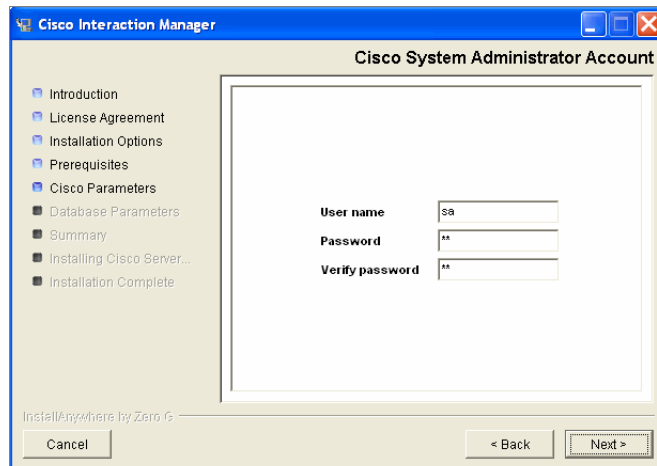 Cisco Interaction Manager
Cisco System Administrator Account
Introduction
License Agreement
Installation Options
Prerequisites
Cisco Parameters
Database Parameters
Summary
Installing Cisco Server...
Installation Complete
User name sa
Password **
Verify password **
InstallAnywhere by Zero G
Cancel
< Back
Next >